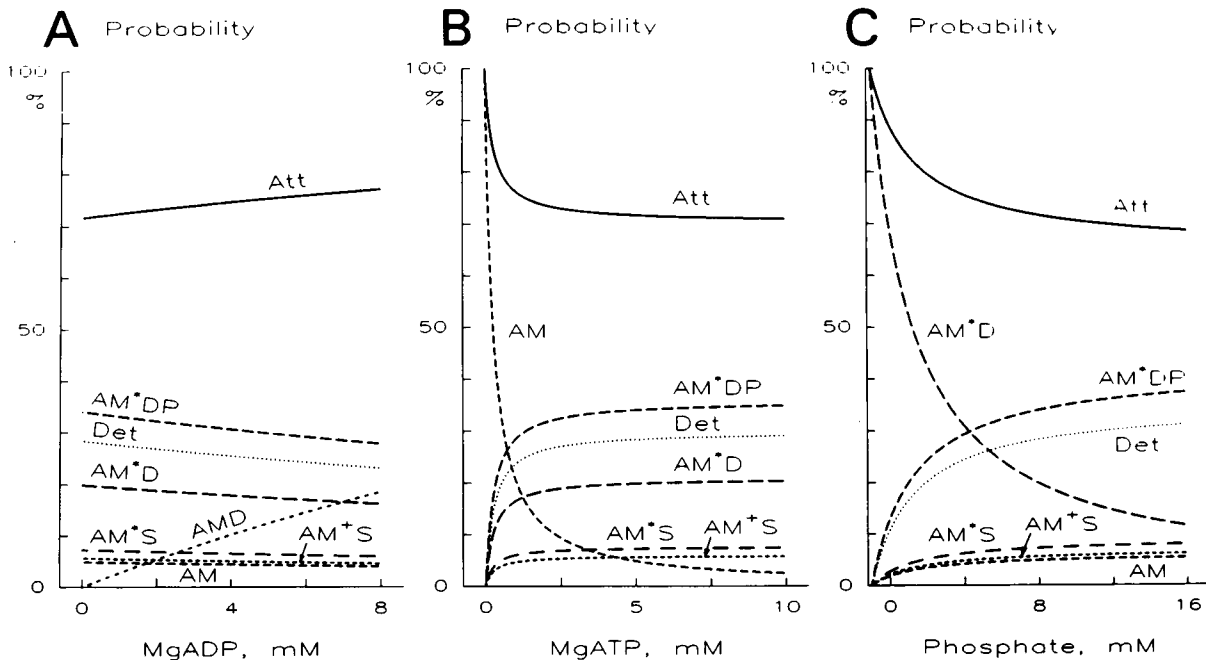 A Probability
100
%
50
0
Att
AM*DP
Det
AM*D
AMD
AM*S
AM+S
AM
0 4 8
MgADP, mM
B Probability
100
%
50
0
Att
AM
AM*DP
Det
AM*D
AM*S
AM+S
0 5 10
MgATP, mM
C Probability
100
%
50
0
Att
AM*D
AM*DP
Det
AM*S
AM+S
AM
0 8 16
Phosphate, mM